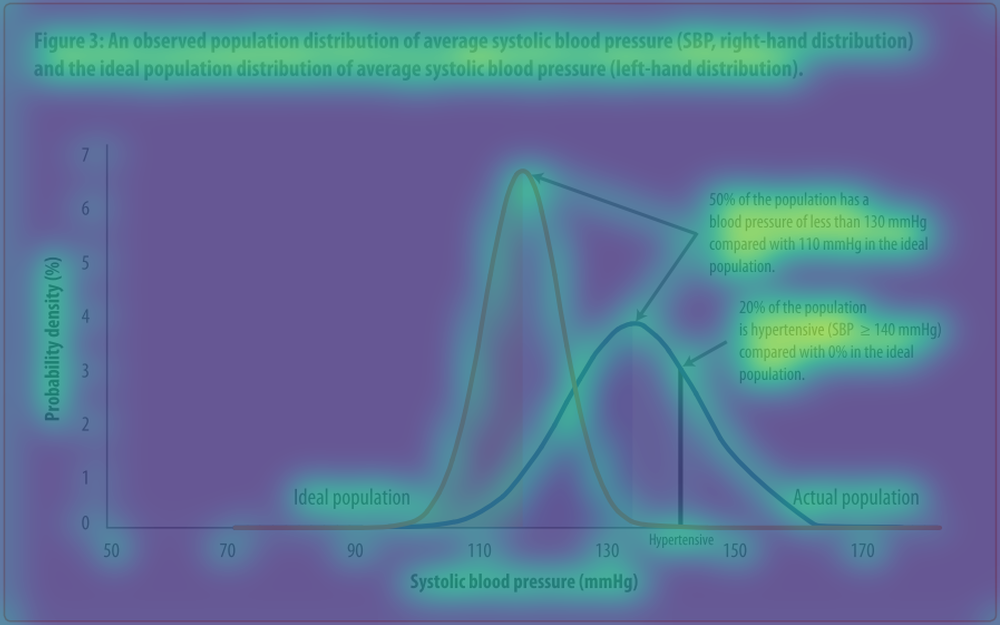 Figure 3: An observed population distribution of average systolic blood pressure (SBP, right-hand distribution)
and the ideal population distribution of average systolic blood pressure (left-hand distribution).
7
6
5
4
3
2
1
0
Probability density (%)
50% of the population has a
blood pressure of less than 130 mmHg
compared with 110 mmHg in the ideal
population.
20% of the population
is hypertensive (SBP ≥ 140 mmHg)
compared with 0% in the ideal
population.
Ideal population
Actual population
Hypertensive
50 70 90 110 130 150 170
Systolic blood pressure (mmHg)